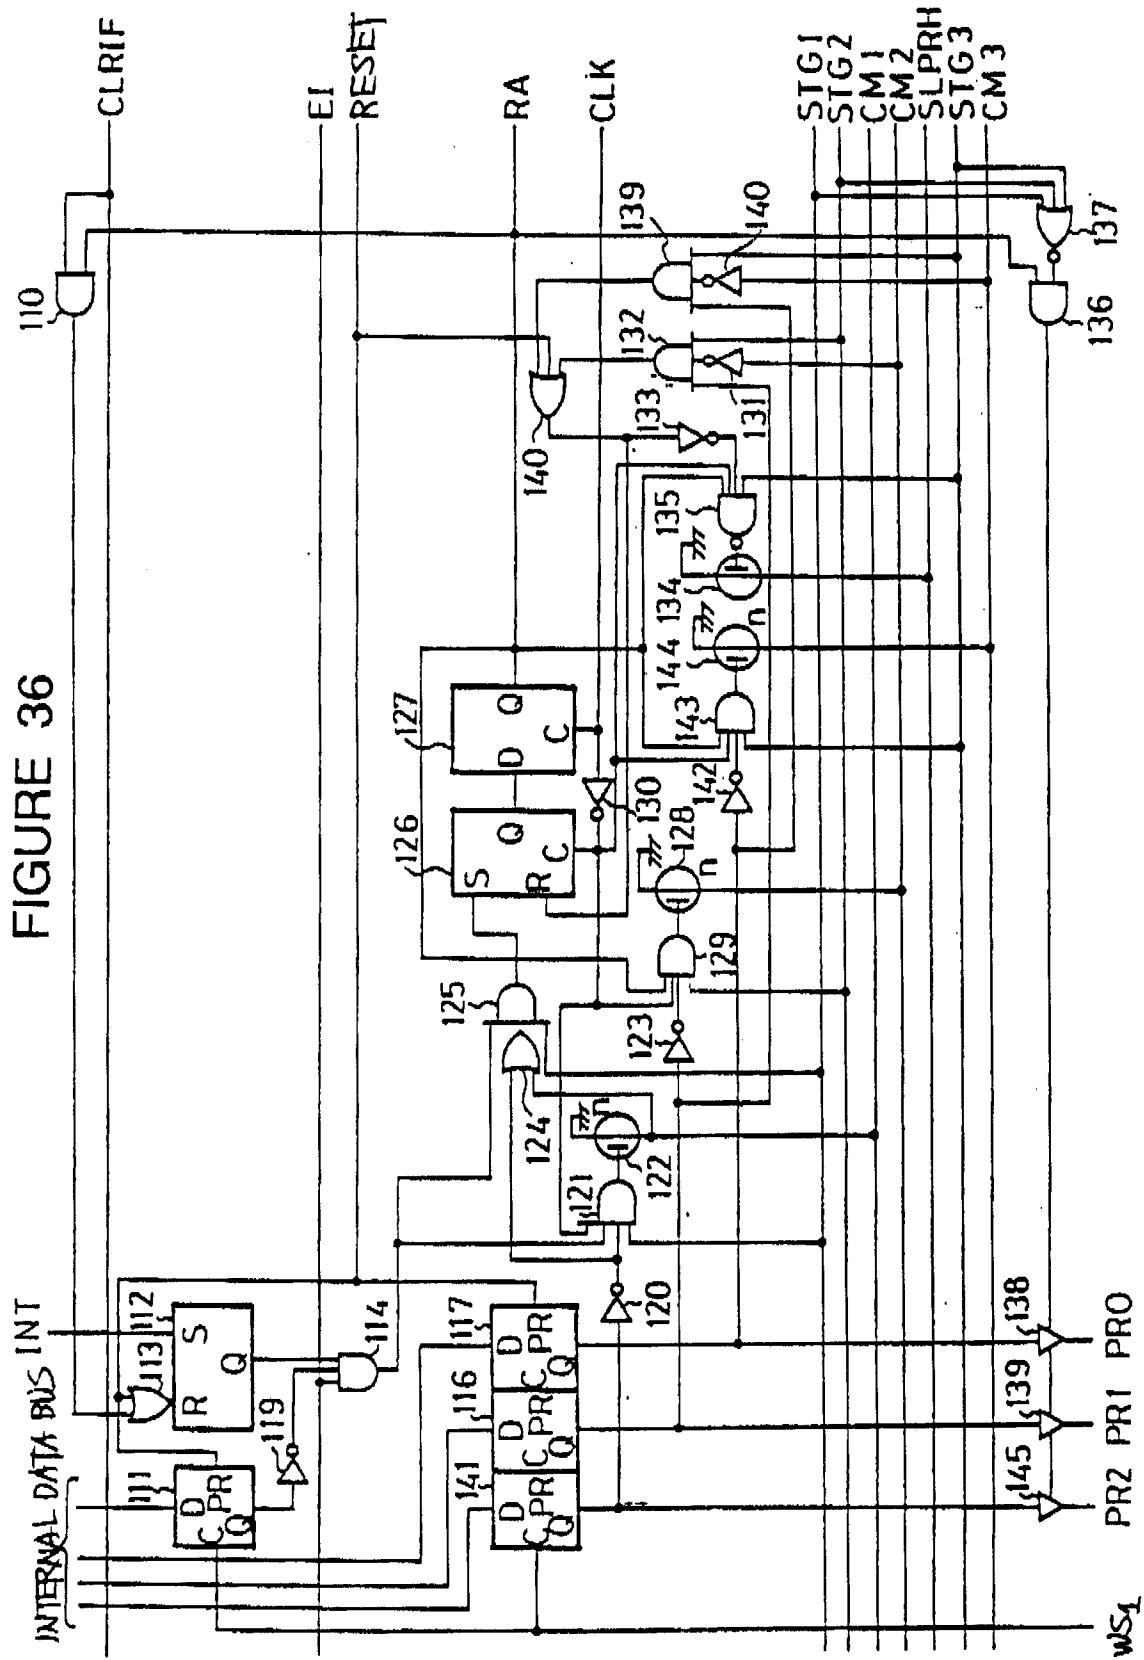 FIGURE 36
CLRIF
EI
RESET
RA
CLK
STG1
STG2
CM1
CM2
SLPRH
STG3
CM3
110
139
140
137
136
132
131
133
140
135
134
144
n
143
142
127
D Q
C
126
S Q
R C
130
128
n
129
123
125
124
122
n
121
120
INTERNAL DATA BUS
INT
111
D PR
C Q
113
112
S
R Q
119
114
117
D PR
C Q
116
D PR
C Q
141
D PR
C Q
138
139
145
PR0
PR1
PR2
WS1